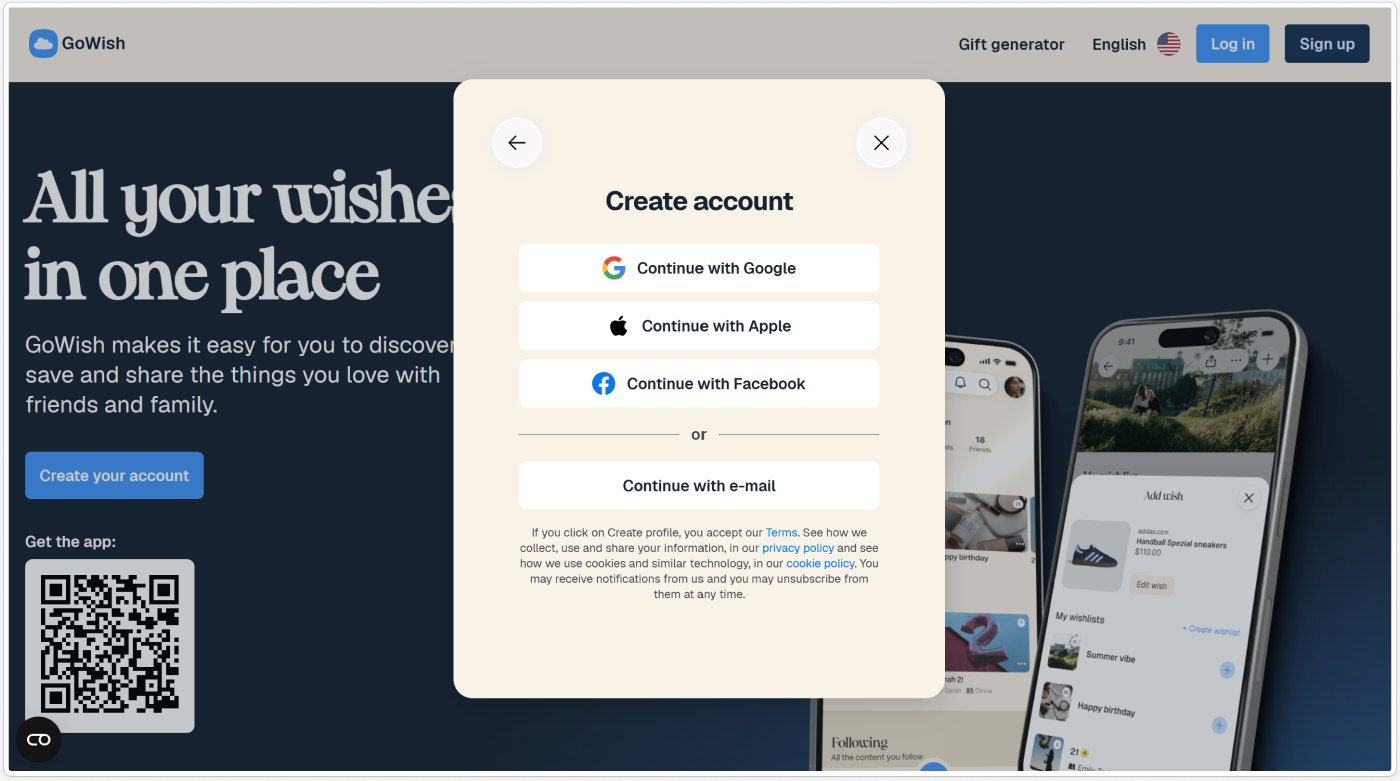 GoWish
Gift generator
English
Log in
Sign up
All your wishes
in one place
GoWish makes it easy for you to discover
save and share the things you love with
friends and family.
Create your account
Get the app:
Create account
Continue with Google
Continue with Apple
Continue with Facebook
or
Continue with e-mail
If you click on Create profile, you accept our Terms. See how we
collect, use and share your information, in our privacy policy and see
how we use cookies and similar technology, in our cookie policy. You
may receive notifications from us and you may unsubscribe from
them at any time.
18
Friends
ppy birthday
2
rah 21
Sarah
Olivia
Following
All the content you follow
9:41
Add wish
adidas.com
Handball Spezial sneakers
$110.00
Edit wish
My wishlists
+ Create wishlist
Summer vibe
Happy birthday
21